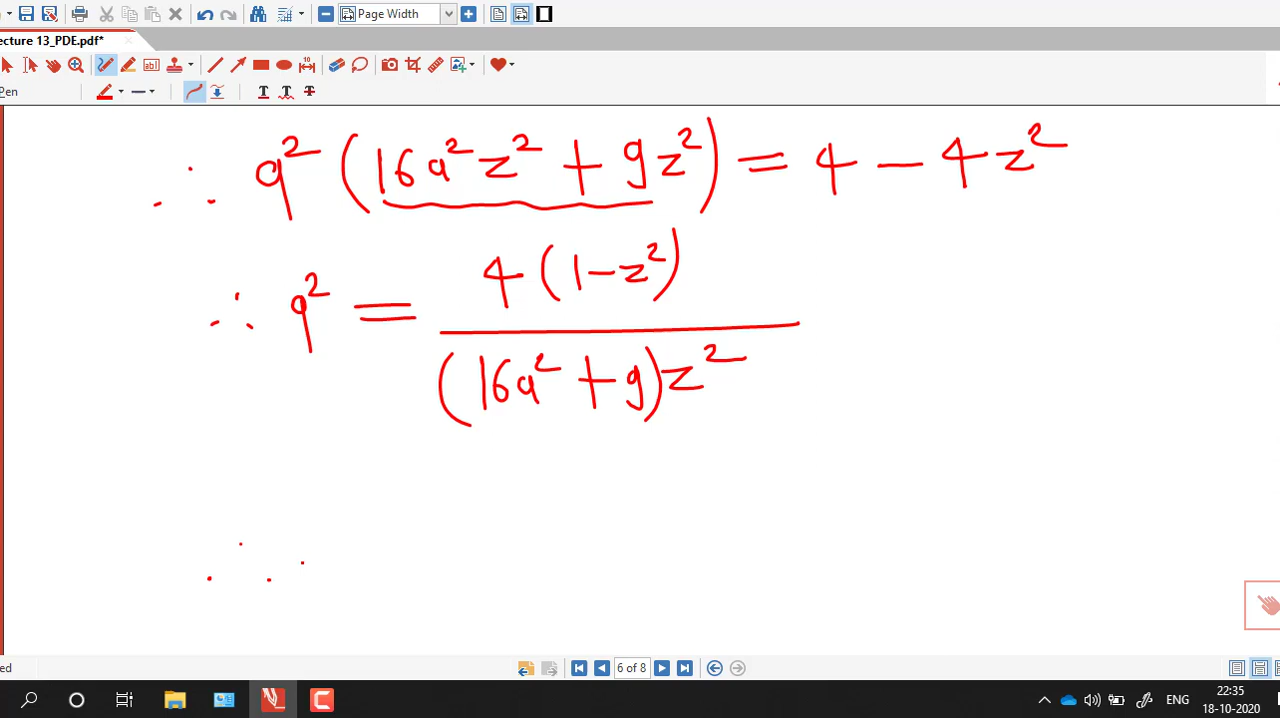 Page Width
ecture 13_PDE.pdf*
Pen
∴ q² (16a²z² + 9z²) = 4 − 4z²
∴ q² = 4(1−z²) / (16a² + 9)z²
∴
ed
6 of 8
ENG
22:35
18-10-2020